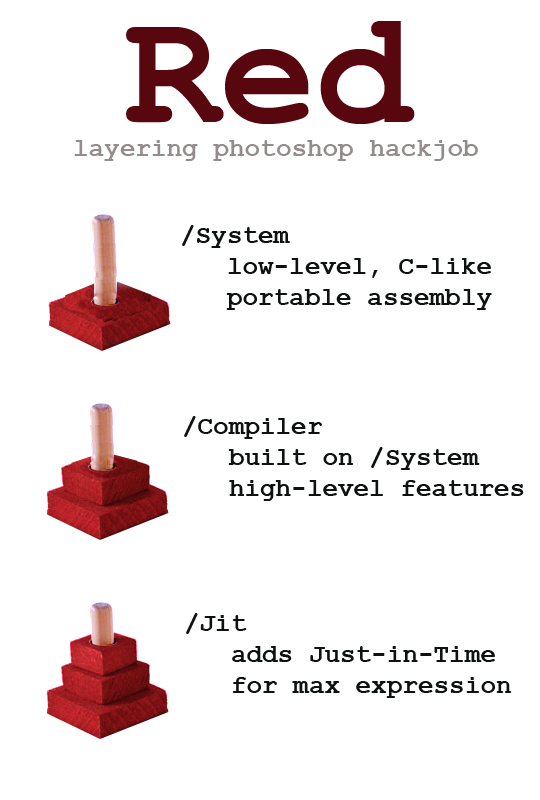 Red
layering photoshop hackjob
/System
low-level, C-like
portable assembly
/Compiler
built on /System
high-level features
/Jit
adds Just-in-Time
for max expression